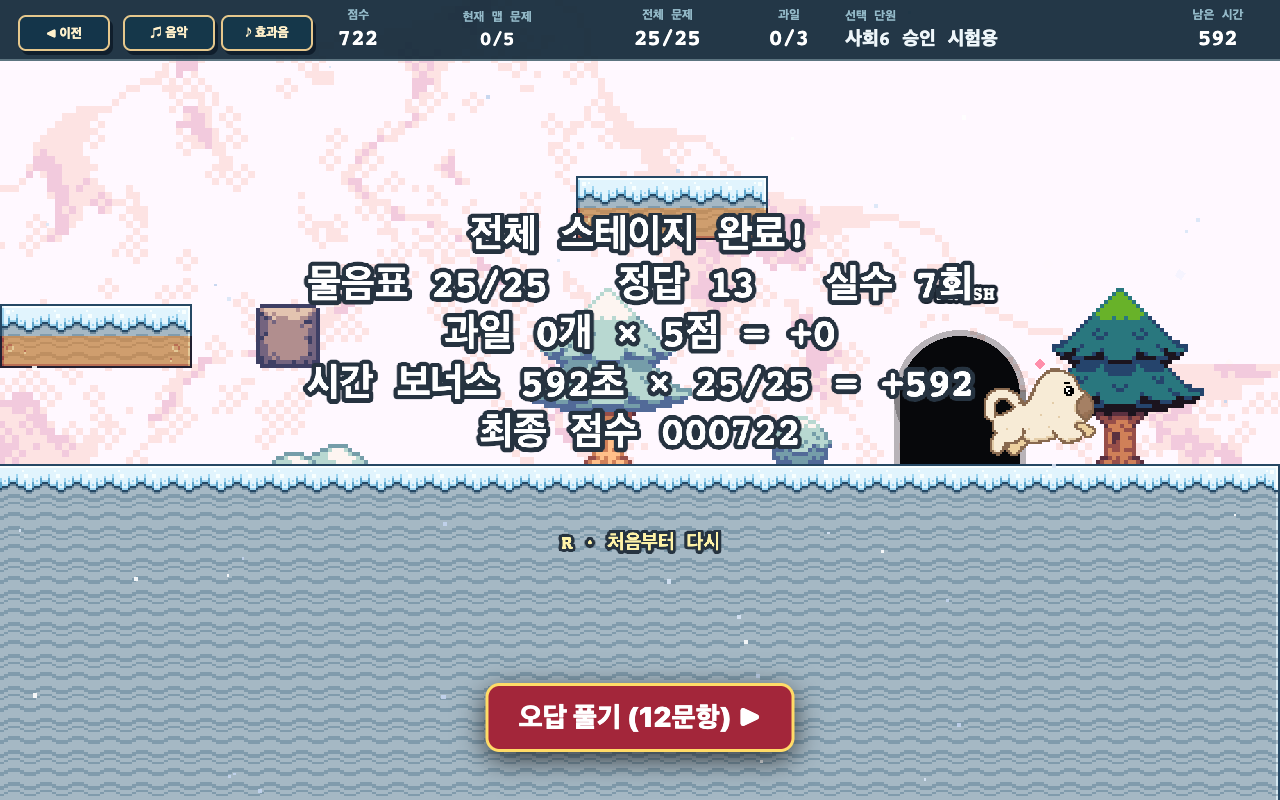 ◀ 이전
♫ 음악
♪ 효과음
점수
722
현재 맵 문제
0/5
전체 문제
25/25
과일
0/3
선택 단원
사회6 승인 시험용
남은 시간
592
전체 스테이지 완료!
물음표 25/25 정답 13 실수 7회
과일 0개 × 5점 = +0
시간 보너스 592초 × 25/25 = +592
최종 점수 000722
R · 처음부터 다시
오답 풀기 (12문항) ▶